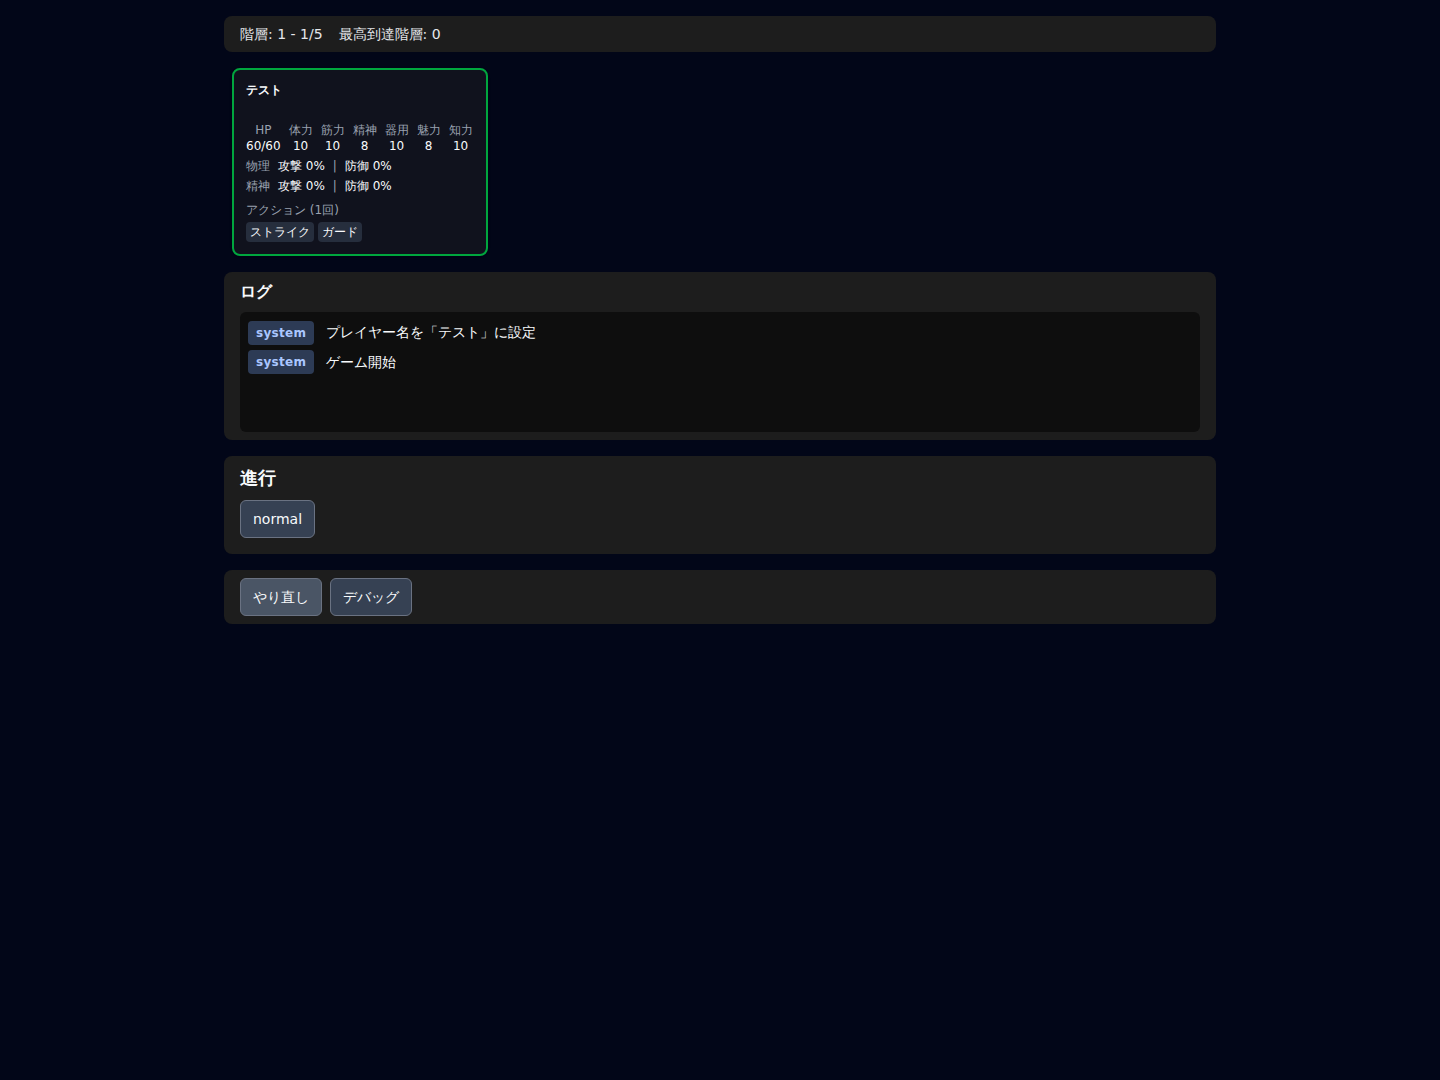 階層: 1 - 1/5 最高到達階層: 0
テスト
HP 体力 筋力 精神 器用 魅力 知力
60/60 10 10 8 10 8 10
物理 攻撃 0% | 防御 0%
精神 攻撃 0% | 防御 0%
アクション (1回)
ストライク ガード
ログ
system プレイヤー名を「テスト」に設定
system ゲーム開始
進行
normal
やり直し デバッグ